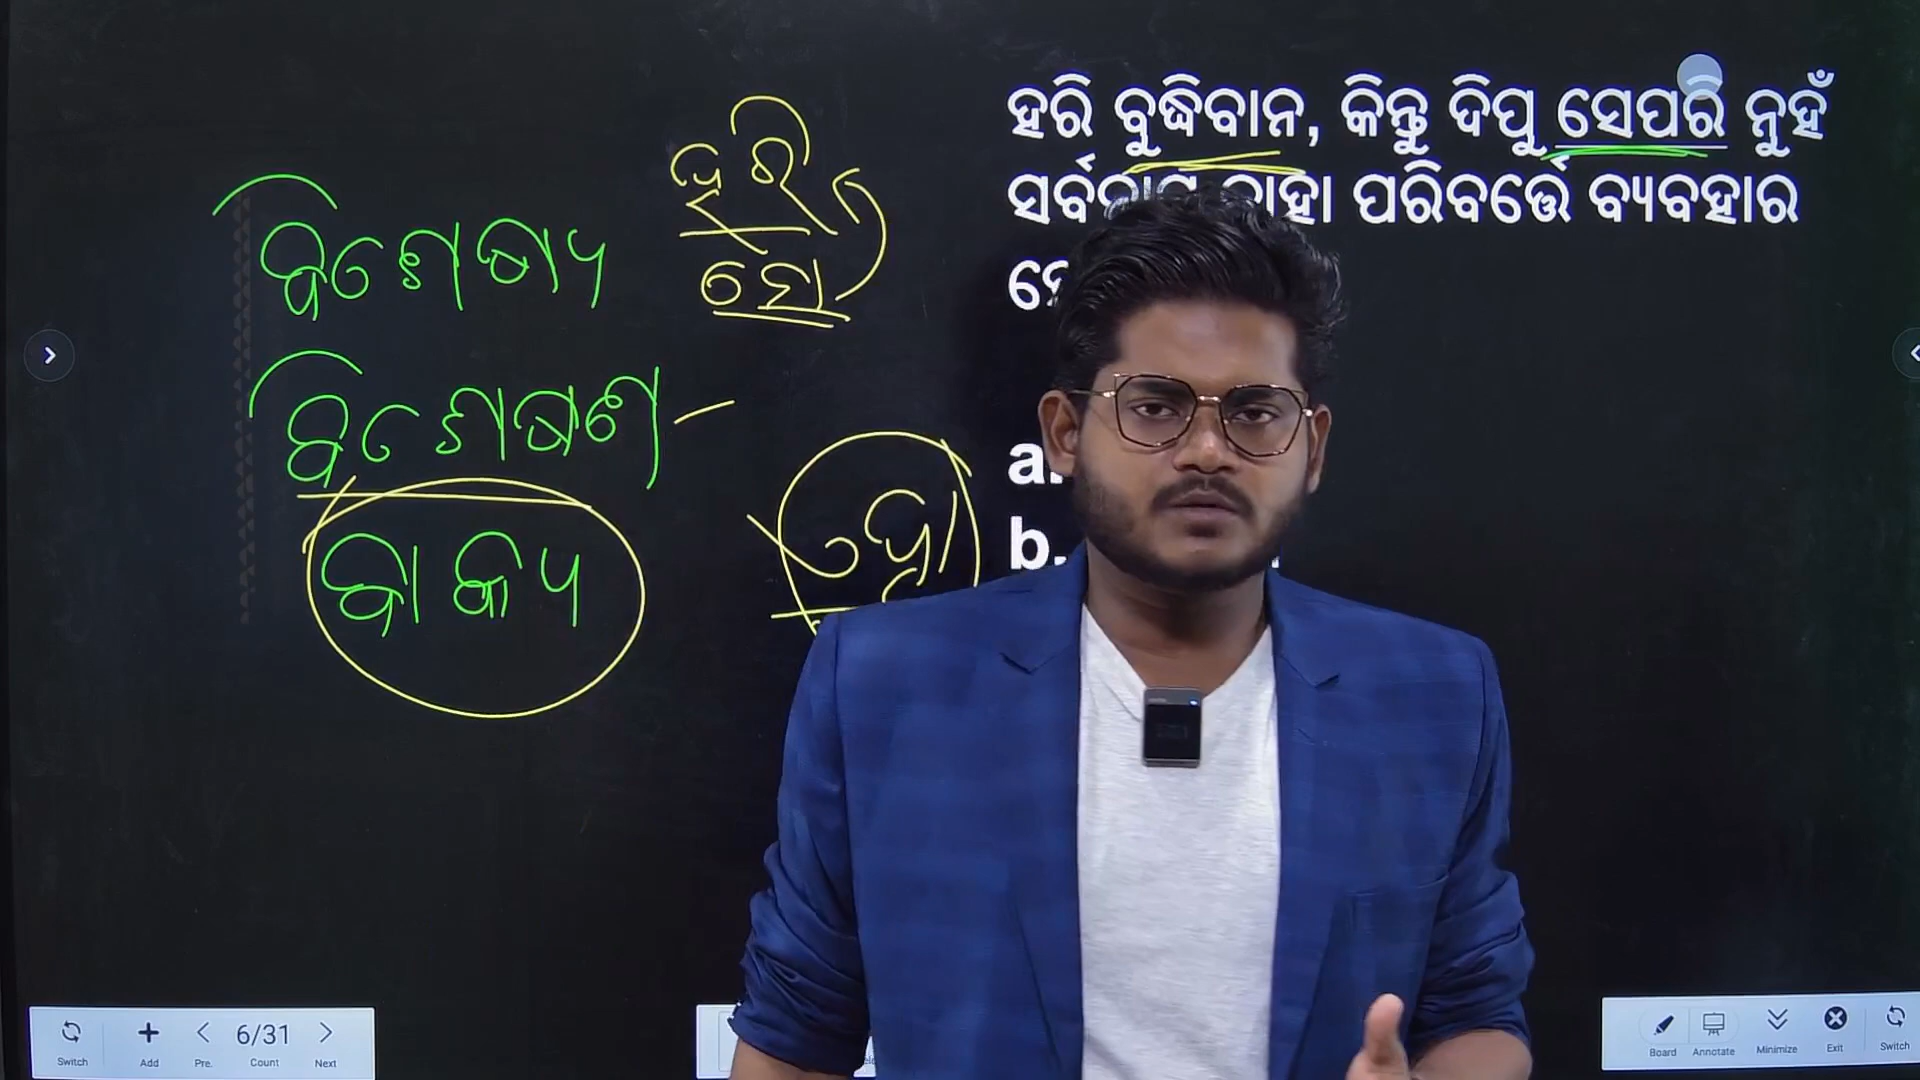 ହରି ବୁଦ୍ଧିବାନ, କିନ୍ତୁ ଦିପୁ ସେପରି ନୁହଁ
ପରିବର୍ତ୍ତେ ବ୍ୟବହାର
a.
b.
ହରି
ବିଶେଷ୍ୟ
ବିଶେଷଣ
ବାକ୍ୟ
Switch
Add
Pre.
6/31
Count
Next
Board
Annotate
Minimize
Exit
Switch